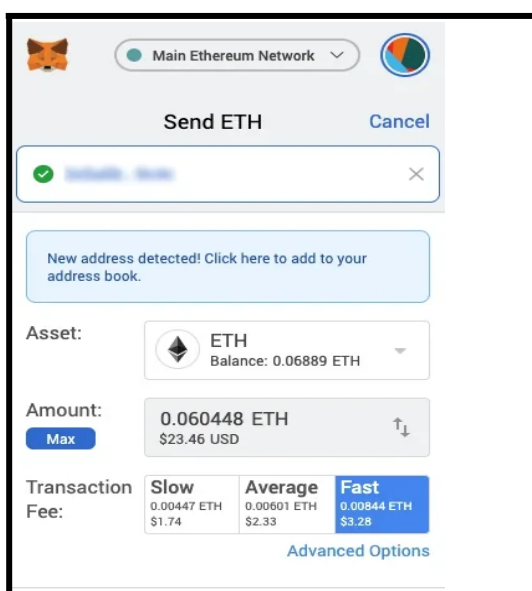 Main Ethereum Network
Send ETH Cancel
New address detected! Click here to add to your
address book.
Asset:
ETH
Balance: 0.06889 ETH
Amount:
Max
0.060448 ETH
$23.46 USD
Transaction
Fee:
Slow
0.00447 ETH
$1.74
Average
0.00601 ETH
$2.33
Fast
0.00844 ETH
$3.28
Advanced Options